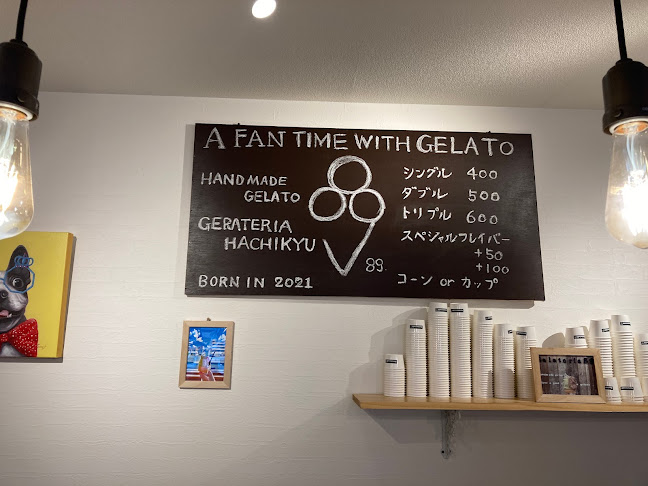 A FAN TIME WITH GELATO
HANDMADE
GELATO
GERATERIA
HACHIKYU
BORN IN 2021
89.
シングル 400
ダブル 500
トリプル 600
スペシャルフレイバー
+50
+100
コーン or カップ